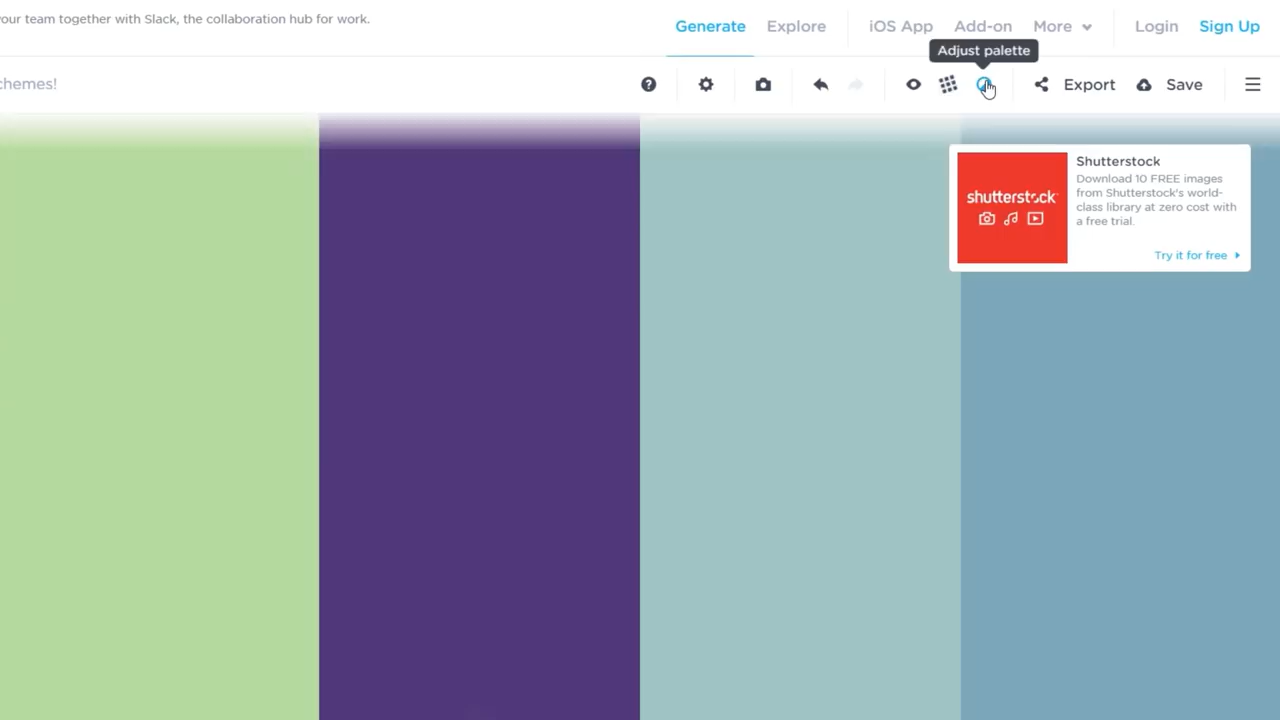 our team together with Slack, the collaboration hub for work.
Generate
Explore
iOS App
Add-on
More
Login
Sign Up
Adjust palette
chemes!
Export
Save
shutterstock
Shutterstock
Download 10 FREE images
from Shutterstock's world-
class library at zero cost with
a free trial.
Try it for free